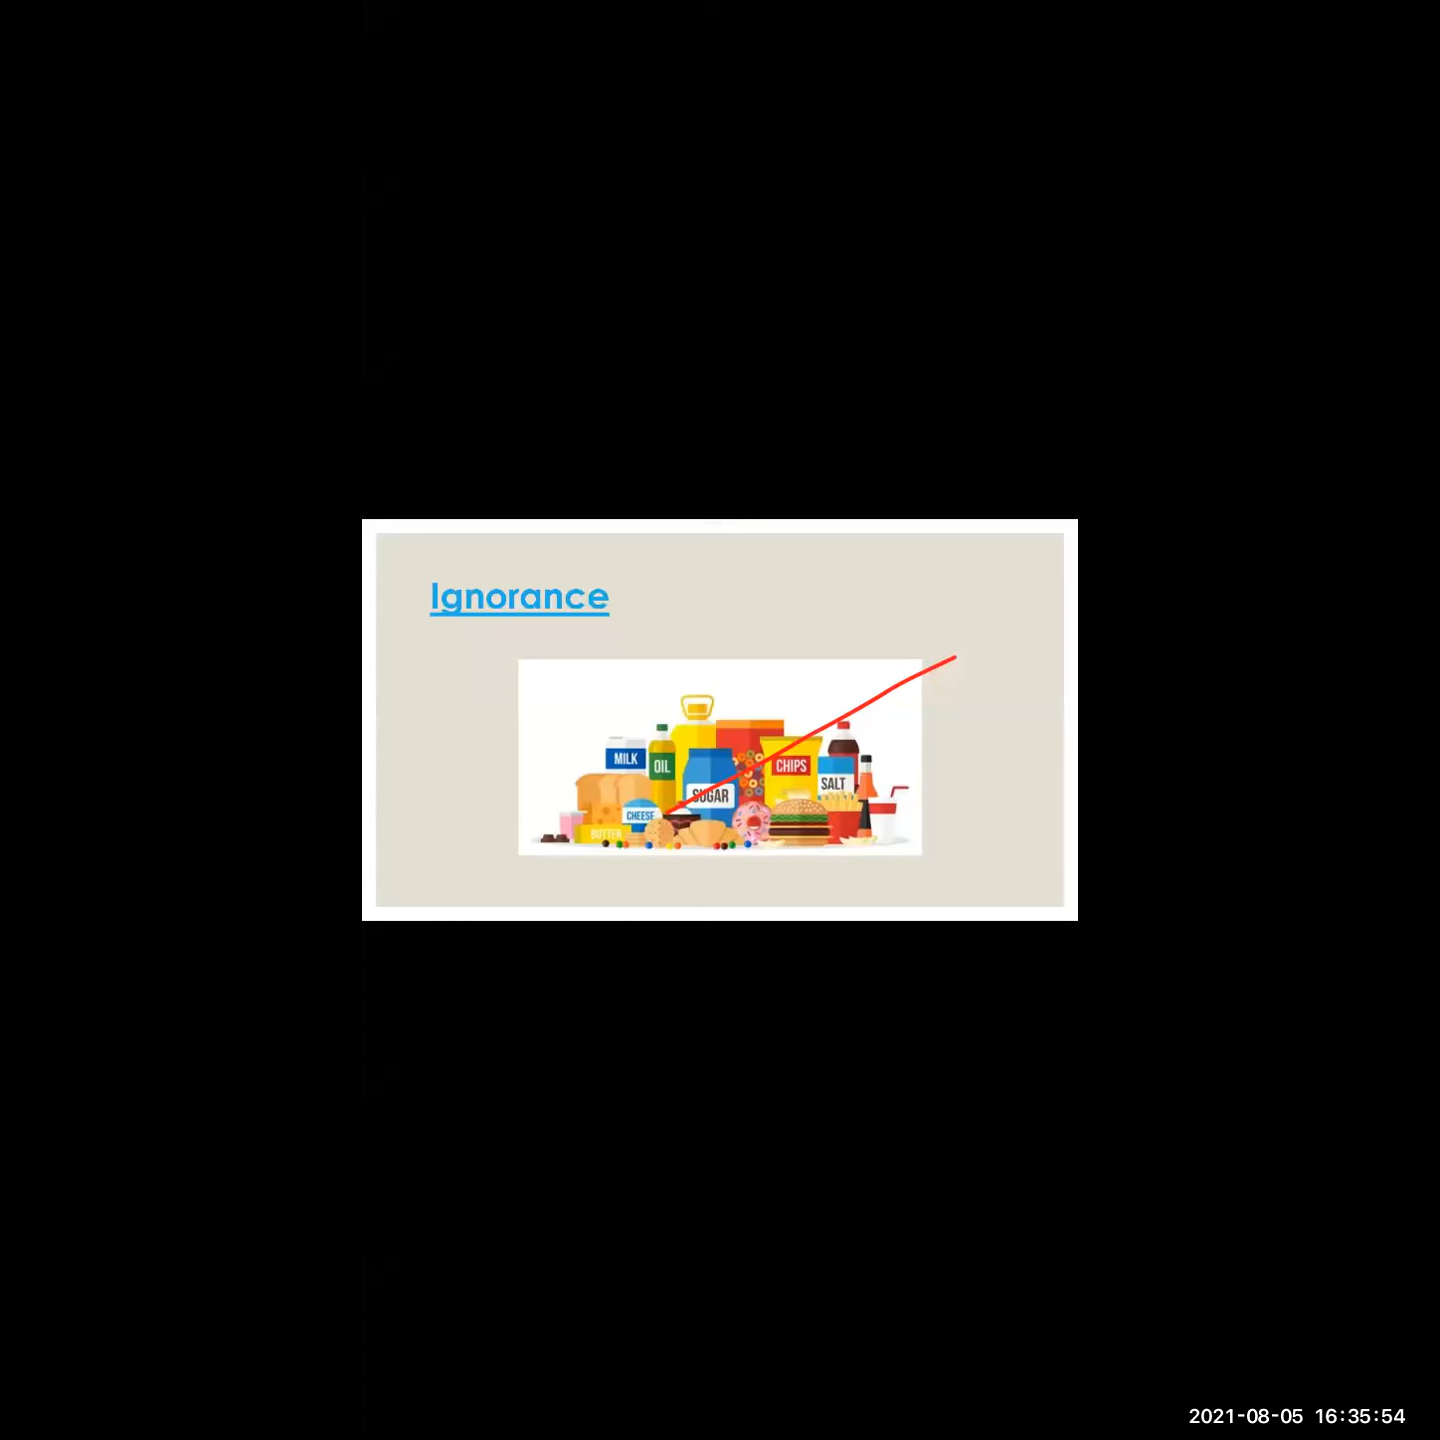 Ignorance
MILK
OIL
CHIPS
SUGAR
SALT
CHEESE
BUTTER
2021-08-05 16:35:54